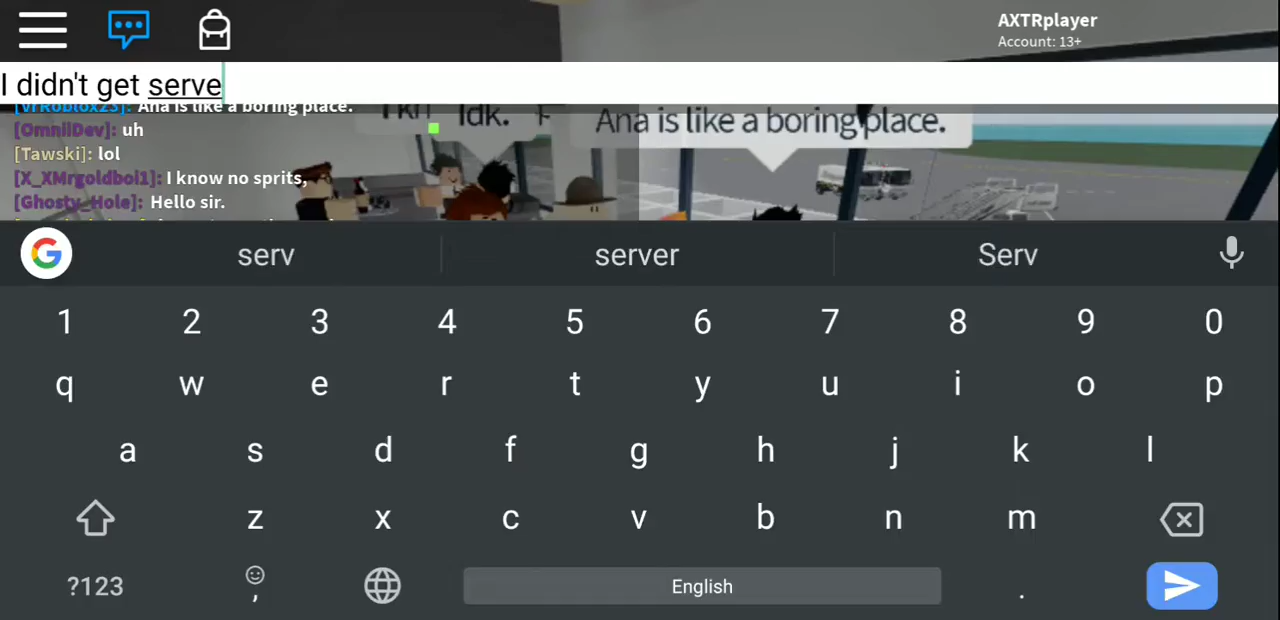 AXTRplayer
Account: 13+
I didn't get serve
[VrRoblox23]: Ana is like a boring place.
[OmniiDev]: uh
[Tawski]: lol
[X_XMrgoldboi1]: I know no sprits,
[Ghosty_Hole]: Hello sir.
Idk.
Ana is like a boring place.
serv server Serv
1 2 3 4 5 6 7 8 9 0
q w e r t y u i o p
a s d f g h j k l
z x c v b n m
?123 , English .